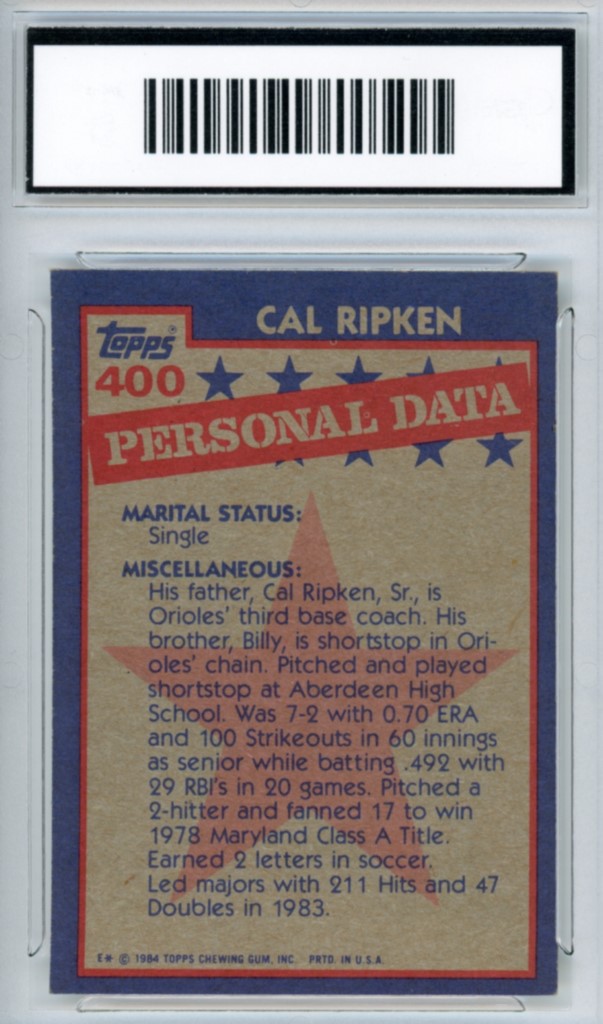 CAL RIPKEN
Topps®
400
PERSONAL DATA
MARITAL STATUS:
Single
MISCELLANEOUS:
His father, Cal Ripken, Sr., is
Orioles' third base coach. His
brother, Billy, is shortstop in Ori-
oles' chain. Pitched and played
shortstop at Aberdeen High
School. Was 7-2 with 0.70 ERA
and 100 Strikeouts in 60 innings
as senior while batting .492 with
29 RBI's in 20 games. Pitched a
2-hitter and fanned 17 to win
1978 Maryland Class A Title.
Earned 2 letters in soccer.
Led majors with 211 Hits and 47
Doubles in 1983.
E* © 1984 TOPPS CHEWING GUM, INC. PRTD. IN U.S.A.